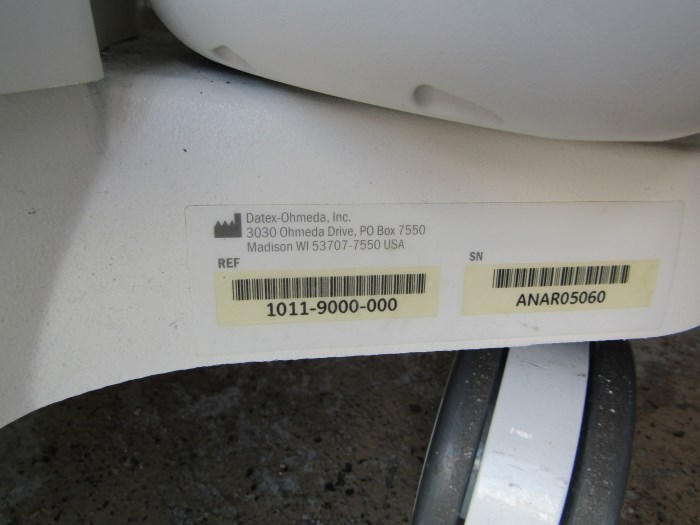 Datex-Ohmeda, Inc.
3030 Ohmeda Drive, PO Box 7550
Madison WI 53707-7550 USA
REF
1011-9000-000
SN
ANAR05060